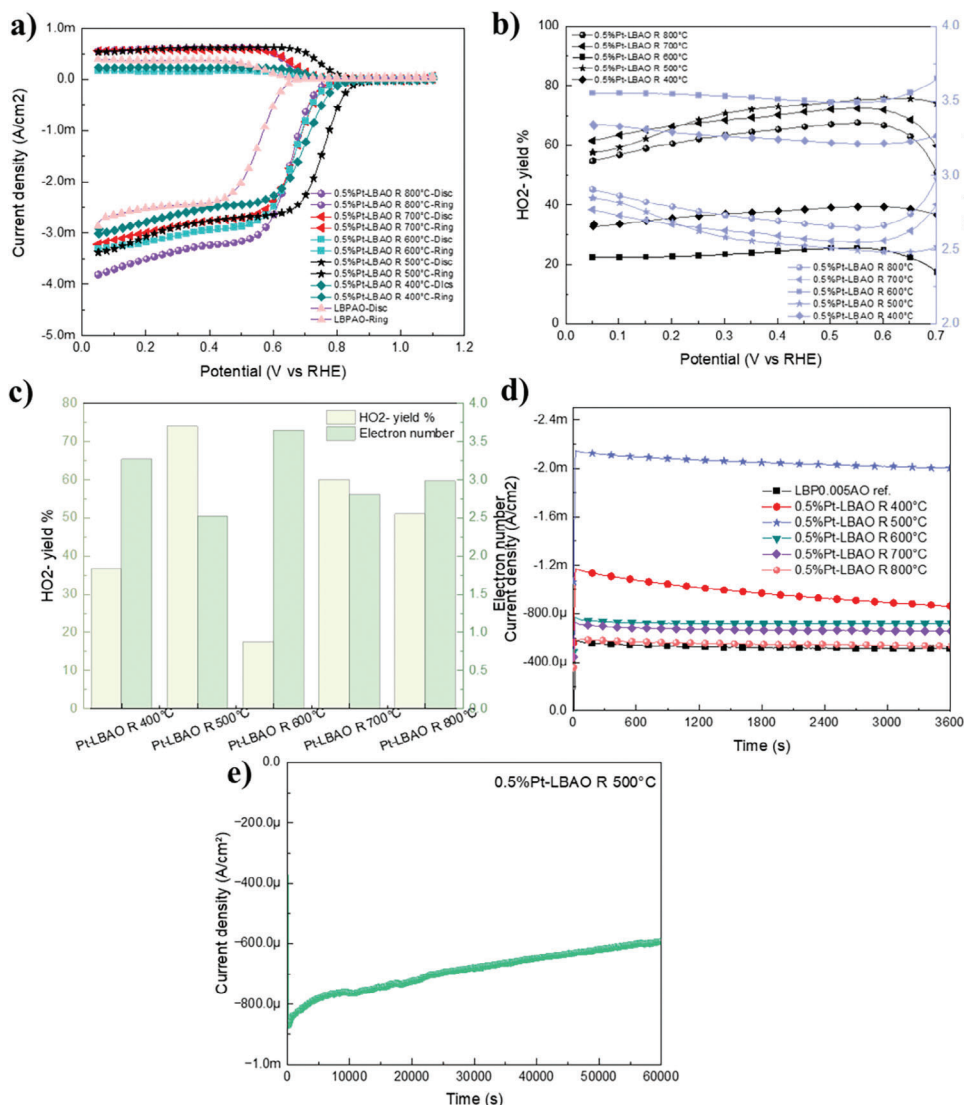 a)
1.0m
0.0
-1.0m
-2.0m
-3.0m
-4.0m
-5.0m
Current density (A/cm2)
0.5%Pt-LBAO R 800°C-Disc
0.5%Pt-LBAO R 800°C-Ring
0.5%Pt-LBAO R 700°C-Disc
0.5%Pt-LBAO R 700°C-Ring
0.5%Pt-LBAO R 600°C-Disc
0.5%Pt-LBAO R 600°C-Ring
0.5%Pt-LBAO R 500°C-Disc
0.5%Pt-LBAO R 500°C-Ring
0.5%Pt-LBAO R 400°C-Dlcs
0.5%Pt-LBAO R 400°C-Ring
LBPAO-Disc
LBPAO-Ring
0.0 0.2 0.4 0.6 0.8 1.0 1.2
Potential (V vs RHE)
b)
100
80
60
40
20
0
HO2- yield %
0.5%Pt-LBAO R 800°C
0.5%Pt-LBAO R 700°C
0.5%Pt-LBAO R 600°C
0.5%Pt-LBAO R 500°C
0.5%Pt-LBAO R 400°C
4.0
3.5
3.0
2.5
2.0
0.5%Pt-LBAO R 800°C
0.5%Pt-LBAO R 700°C
0.5%Pt-LBAO R 600°C
0.5%Pt-LBAO R 500°C
0.5%Pt-LBAO R 400°C
0.0 0.1 0.2 0.3 0.4 0.5 0.6 0.7
Potential (V vs RHE)
c)
80
70
60
50
40
30
20
10
0
HO2- yield %
HO2- yield %
Electron number
4.0
3.5
3.0
2.5
2.0
1.5
1.0
0.5
0.0
Electron number
Pt-LBAO R 400°C
Pt-LBAO R 500°C
Pt-LBAO R 600°C
Pt-LBAO R 700°C
Pt-LBAO R 800°C
d)
-2.4m
-2.0m
-1.6m
-1.2m
-800.0µ
-400.0µ
0.0
Current density (A/cm2)
LBP0.005AO ref.
0.5%Pt-LBAO R 400°C
0.5%Pt-LBAO R 500°C
0.5%Pt-LBAO R 600°C
0.5%Pt-LBAO R 700°C
0.5%Pt-LBAO R 800°C
0 600 1200 1800 2400 3000 3600
Time (s)
e)
0.0
−200.0µ
−400.0µ
−600.0µ
−800.0µ
−1.0m
Current density (A/cm²)
0.5%Pt-LBAO R 500°C
0 10000 20000 30000 40000 50000 60000
Time (s)